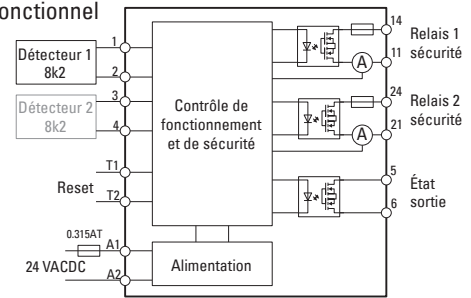 onctionnel
Détecteur 1
8k2
1
2
Détecteur 2
8k2
3
4
Reset
T1
T2
0.315AT
24 VACDC
A1
A2
Contrôle de
fonctionnement
et de sécurité
Alimentation
14
11
A
Relais 1
sécurité
24
21
A
Relais 2
sécurité
5
6
État
sortie